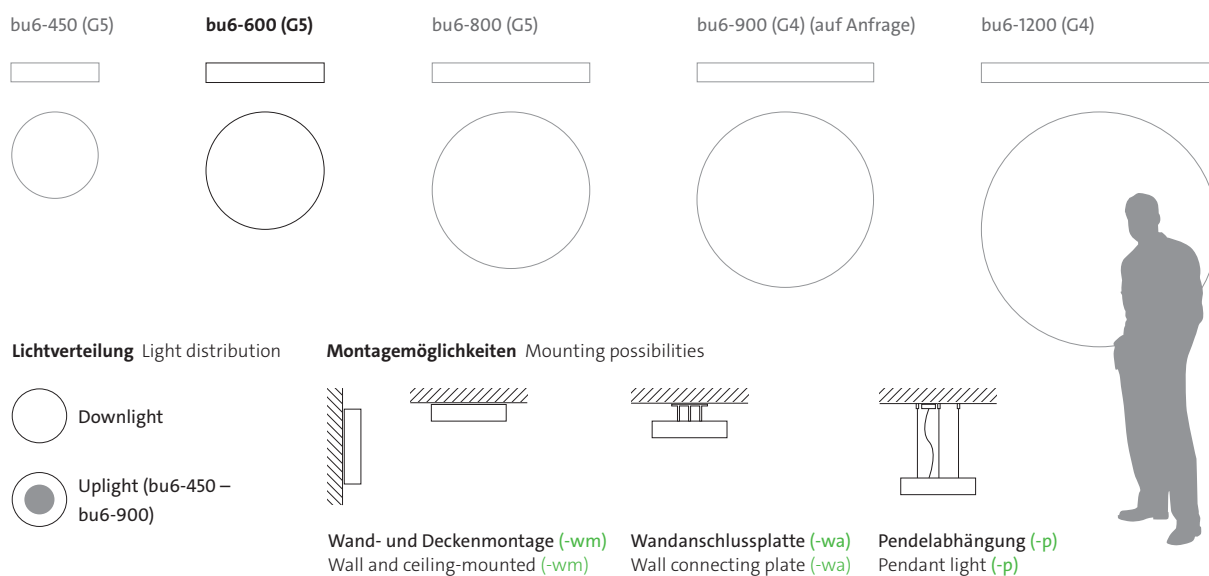 bu6-450 (G5)
bu6-600 (G5)
bu6-800 (G5)
bu6-900 (G4) (auf Anfrage)
bu6-1200 (G4)
Lichtverteilung Light distribution
Downlight
Uplight (bu6-450 –
bu6-900)
Montagemöglichkeiten Mounting possibilities
Wand- und Deckenmontage (-wm)
Wall and ceiling-mounted (-wm)
Wandanschlussplatte (-wa)
Wall connecting plate (-wa)
Pendelabhängung (-p)
Pendant light (-p)